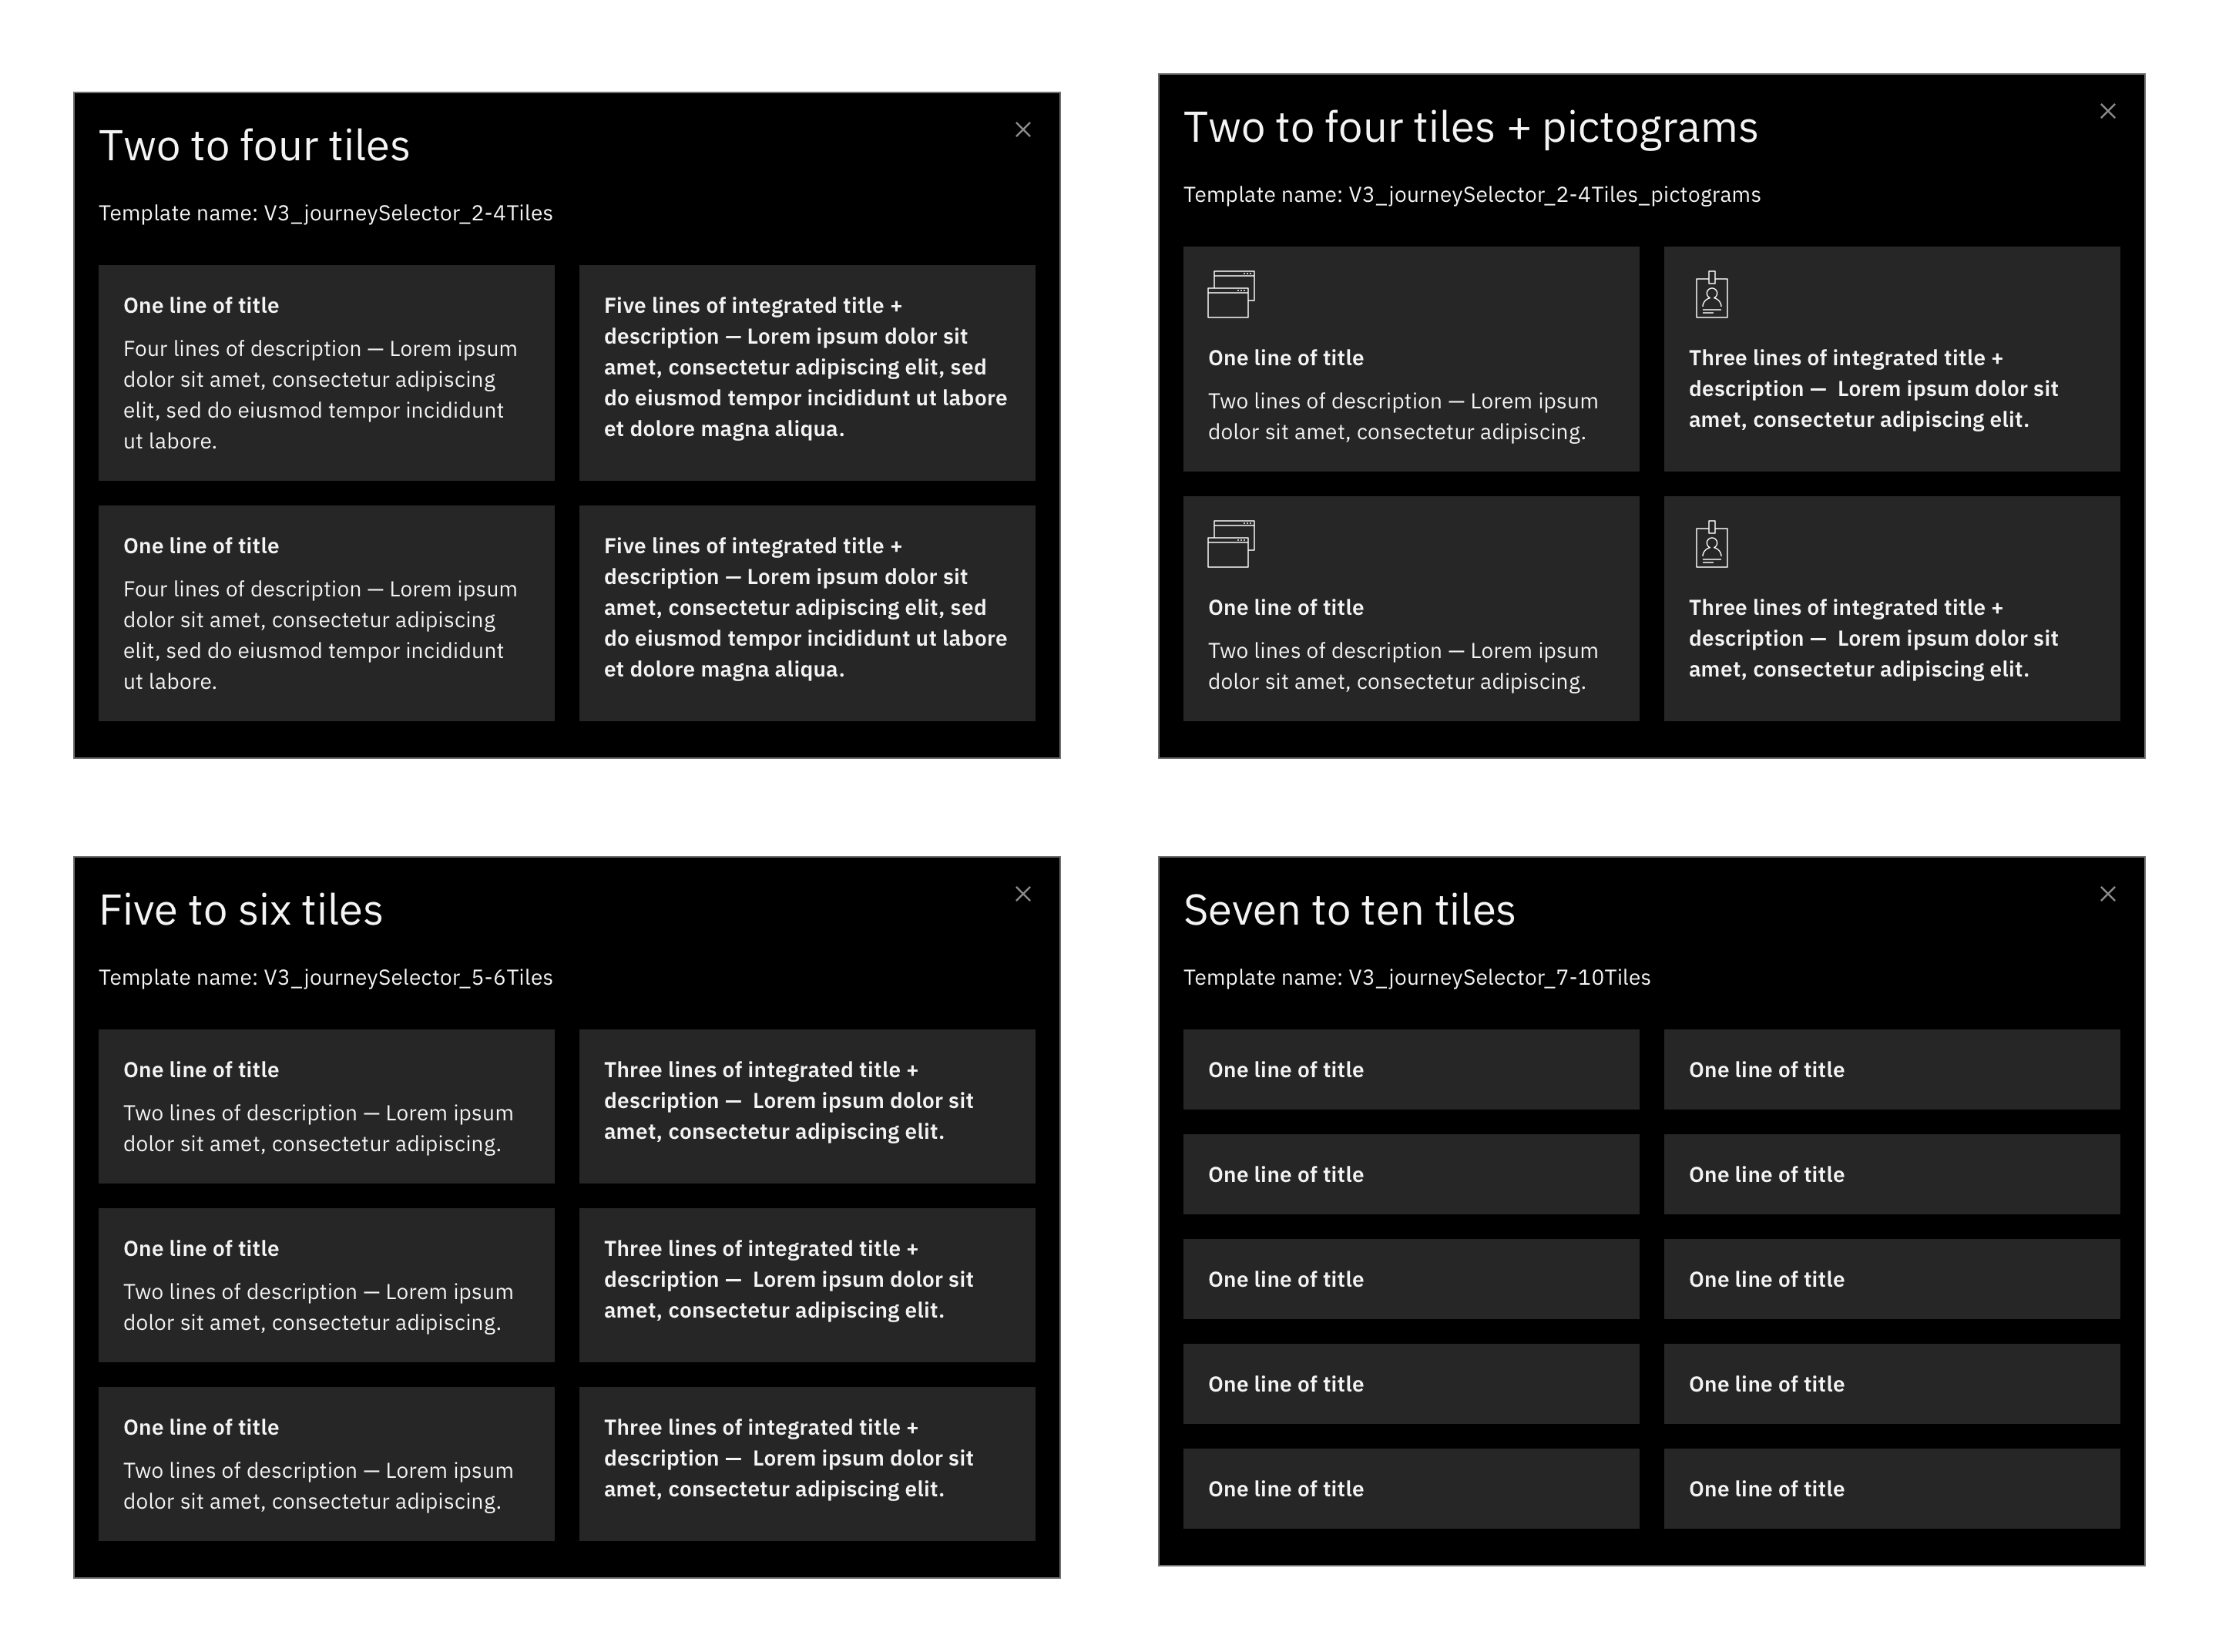 Two to four tiles
Template name: V3_journeySelector_2-4Tiles
One line of title
Four lines of description — Lorem ipsum
dolor sit amet, consectetur adipiscing
elit, sed do eiusmod tempor incididunt
ut labore.
Five lines of integrated title +
description — Lorem ipsum dolor sit
amet, consectetur adipiscing elit, sed
do eiusmod tempor incididunt ut labore
et dolore magna aliqua.
One line of title
Four lines of description — Lorem ipsum
dolor sit amet, consectetur adipiscing
elit, sed do eiusmod tempor incididunt
ut labore.
Five lines of integrated title +
description — Lorem ipsum dolor sit
amet, consectetur adipiscing elit, sed
do eiusmod tempor incididunt ut labore
et dolore magna aliqua.
Two to four tiles + pictograms
Template name: V3_journeySelector_2-4Tiles_pictograms
One line of title
Two lines of description — Lorem ipsum
dolor sit amet, consectetur adipiscing.
Three lines of integrated title +
description — Lorem ipsum dolor sit
amet, consectetur adipiscing elit.
One line of title
Two lines of description — Lorem ipsum
dolor sit amet, consectetur adipiscing.
Three lines of integrated title +
description — Lorem ipsum dolor sit
amet, consectetur adipiscing elit.
Five to six tiles
Template name: V3_journeySelector_5-6Tiles
One line of title
Two lines of description — Lorem ipsum
dolor sit amet, consectetur adipiscing.
Three lines of integrated title +
description — Lorem ipsum dolor sit
amet, consectetur adipiscing elit.
One line of title
Two lines of description — Lorem ipsum
dolor sit amet, consectetur adipiscing.
Three lines of integrated title +
description — Lorem ipsum dolor sit
amet, consectetur adipiscing elit.
One line of title
Two lines of description — Lorem ipsum
dolor sit amet, consectetur adipiscing.
Three lines of integrated title +
description — Lorem ipsum dolor sit
amet, consectetur adipiscing elit.
Seven to ten tiles
Template name: V3_journeySelector_7-10Tiles
One line of title
One line of title
One line of title
One line of title
One line of title
One line of title
One line of title
One line of title
One line of title
One line of title